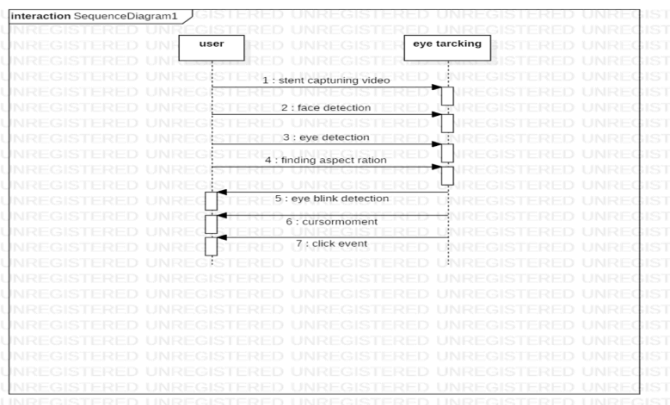 interaction SequenceDiagram1
user
eye tarcking
1 : stent captuning video
2 : face detection
3 : eye detection
4 : finding aspect ration
5 : eye blink detection
6 : cursormoment
7 : click event
UNREGISTERED